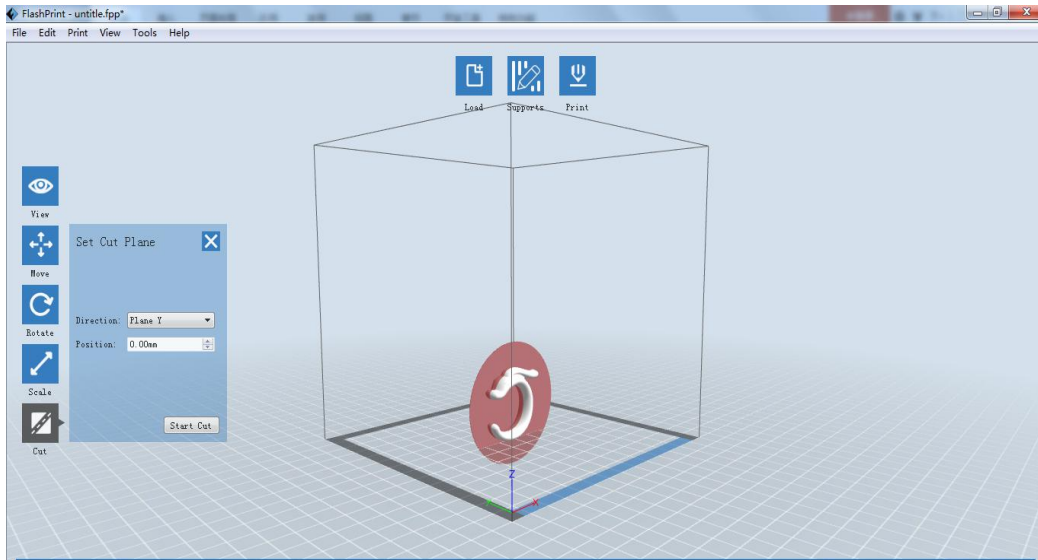 FlashPrint - untitle.fpp*
File Edit Print View Tools Help
Load Supports Print
View
Set Cut Plane
Move
Direction: Plane Y
Rotate
Position: 0.00mm
Scale
Start Cut
Cut
Z
X